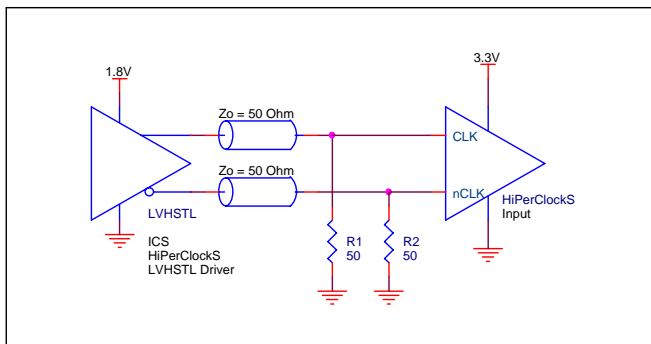 1.8V
3.3V
Zo = 50 Ohm
CLK
Zo = 50 Ohm
nCLK
LVHSTL
HiPerClockS
Input
ICS
HiPerClockS
LVHSTL Driver
R1
50
R2
50